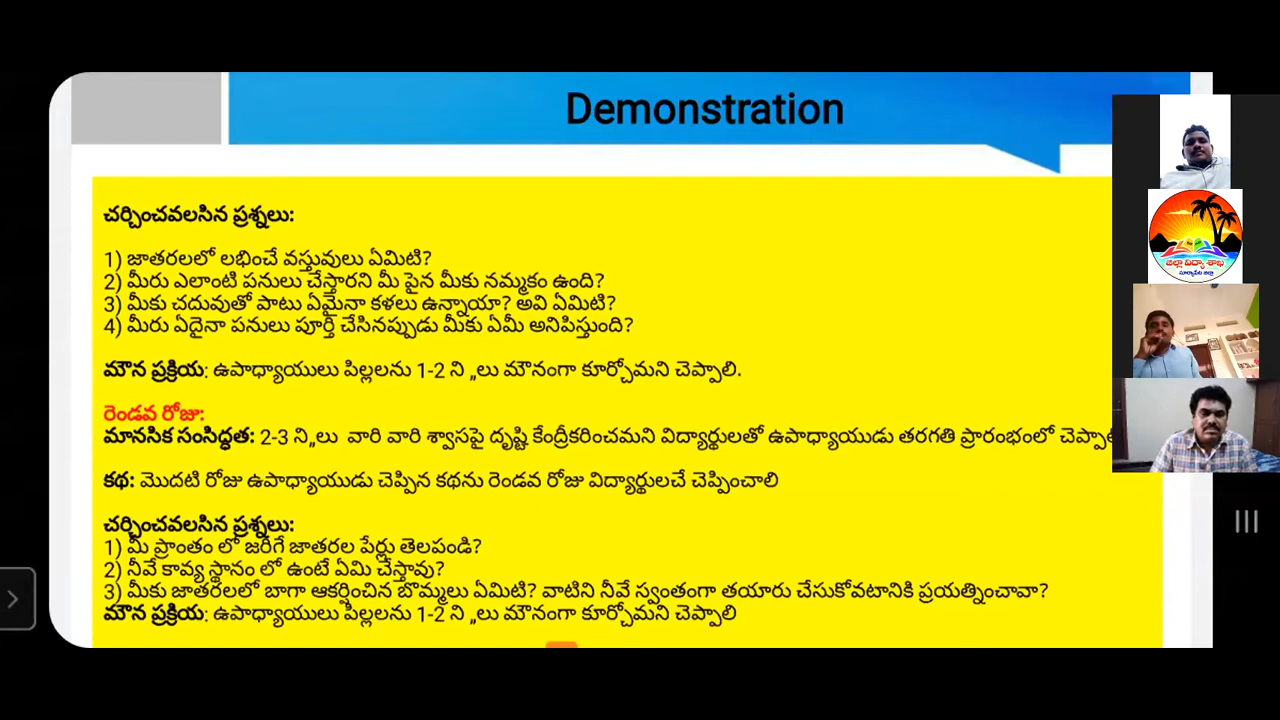 Demonstration
చర్చించవలసిన ప్రశ్నలు:
1) జాతరలలో లభించే వస్తువులు ఏమిటి?
2) మీరు ఎలాంటి పనులు చేస్తారని మీ పైన మీకు నమ్మకం ఉంది?
3) మీకు చదువుతో పాటు ఏమైనా కళలు ఉన్నాయా? అవి ఏమిటి?
4) మీరు ఏదైనా పనులు పూర్తి చేసినప్పుడు మీకు ఏమీ అనిపిస్తుంది?
మౌన ప్రక్రియ: ఉపాధ్యాయులు పిల్లలను 1-2 ని „లు మౌనంగా కూర్చోమని చెప్పాలి.
రెండవ రోజు:
మానసిక సంసిద్ధత: 2-3 ని„లు వారి వారి శ్వాసపై దృష్టి కేంద్రీకరించమని విద్యార్థులతో ఉపాధ్యాయుడు తరగతి ప్రారంభంలో
కథ: మొదటి రోజు ఉపాధ్యాయుడు చెప్పిన కథను రెండవ రోజు విద్యార్థులచే చెప్పించాలి
చర్చించవలసిన ప్రశ్నలు:
1) మీ ప్రాంతం లో జరిగే జాతరల పేర్లు తెలపండి?
2) నీవే కావ్య స్థానం లో ఉంటే ఏమి చేస్తావు?
3) మీకు జాతరలలో బాగా ఆకర్షించిన బొమ్మలు ఏమిటి? వాటిని నీవే స్వంతంగా తయారు చేసుకోవటానికి ప్రయత్నించావా?
మౌన ప్రక్రియ: ఉపాధ్యాయులు పిల్లలను 1-2 ని „లు మౌనంగా కూర్చోమని చెప్పాలి
జిల్లా విద్యా శాఖ
సూర్యాపేట జిల్లా